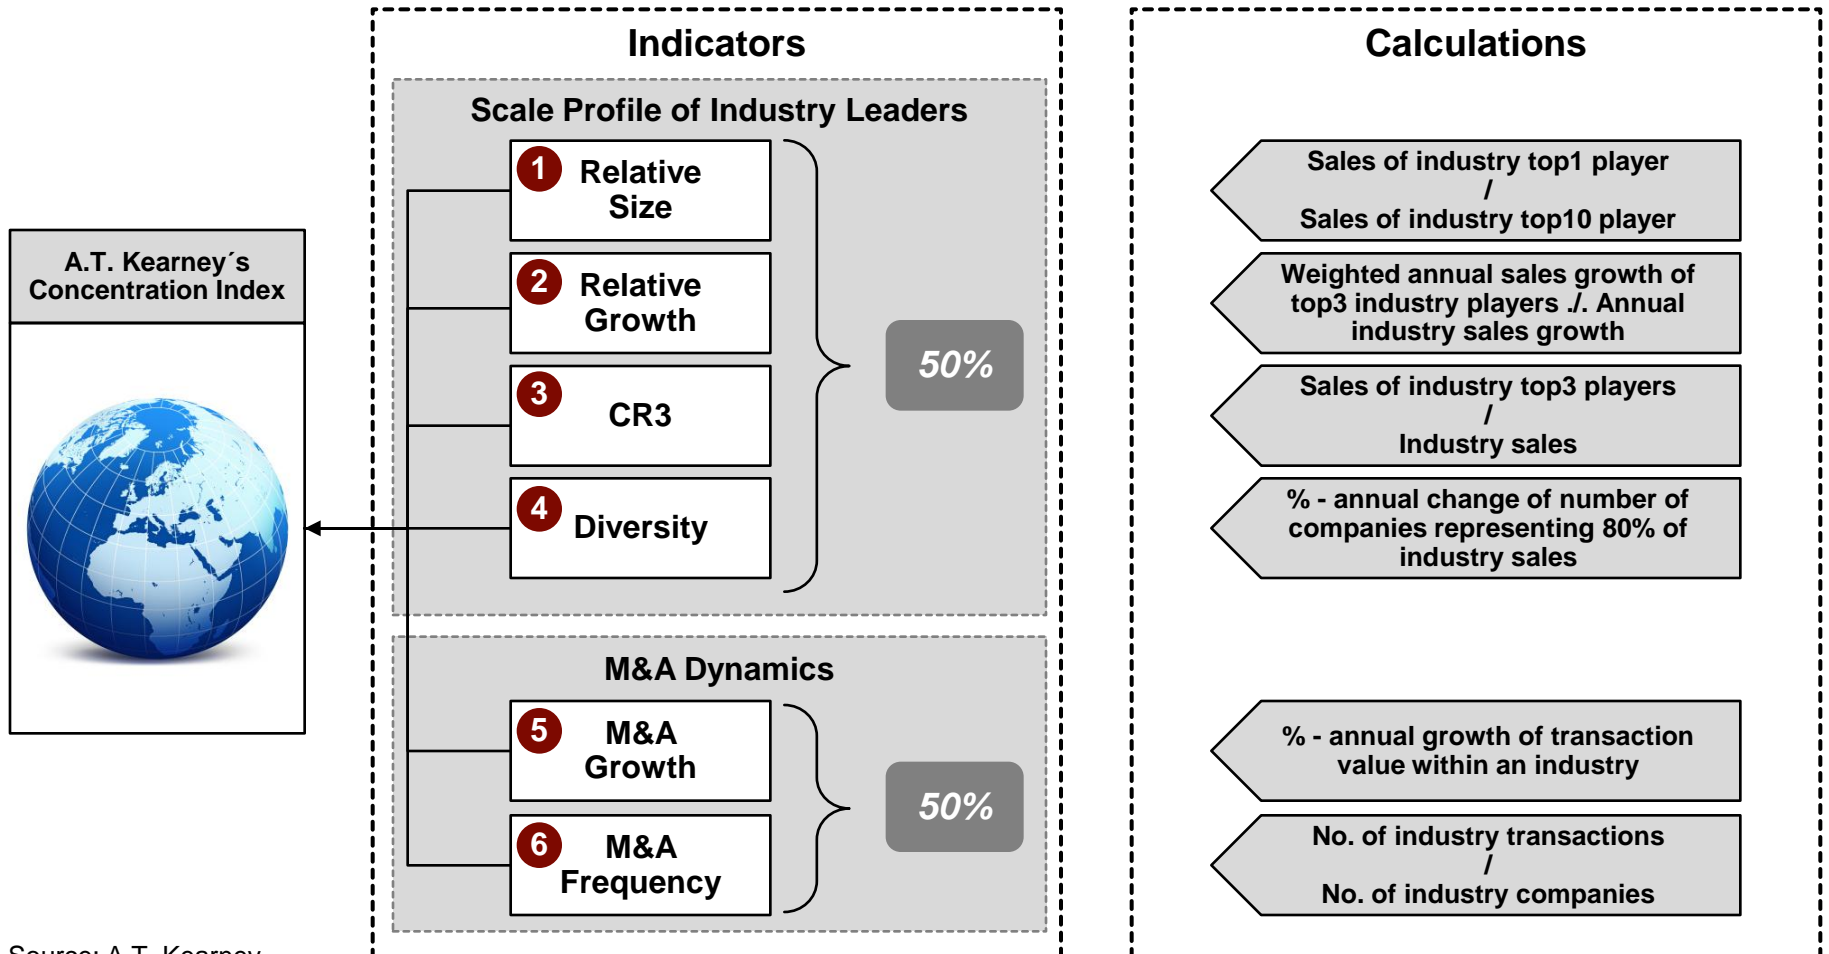 Indicators
Calculations
Scale Profile of Industry Leaders
1
Relative
Size
Sales of industry top1 player
/
Sales of industry top10 player
A.T. Kearney´s
Concentration Index
2
Relative
Growth
Weighted annual sales growth of
top3 industry players ./. Annual
industry sales growth
50%
3
CR3
Sales of industry top3 players
/
Industry sales
4
Diversity
% - annual change of number of
companies representing 80% of
industry sales
M&A Dynamics
5
M&A
Growth
% - annual growth of transaction
value within an industry
50%
6
M&A
Frequency
No. of industry transactions
/
No. of industry companies
Source: A.T. Kearney